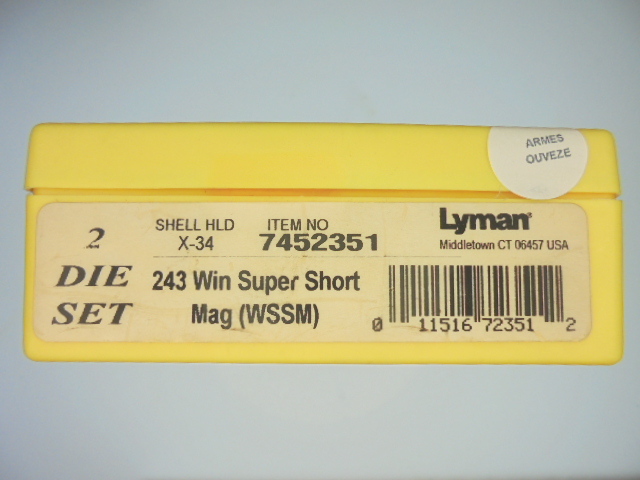 ARMES
OUVEZE
2
DIE
SET
SHELL HLD
X-34
ITEM NO
7452351
243 Win Super Short
Mag (WSSM)
Lyman®
Middletown CT 06457 USA
0 11516 72351 2